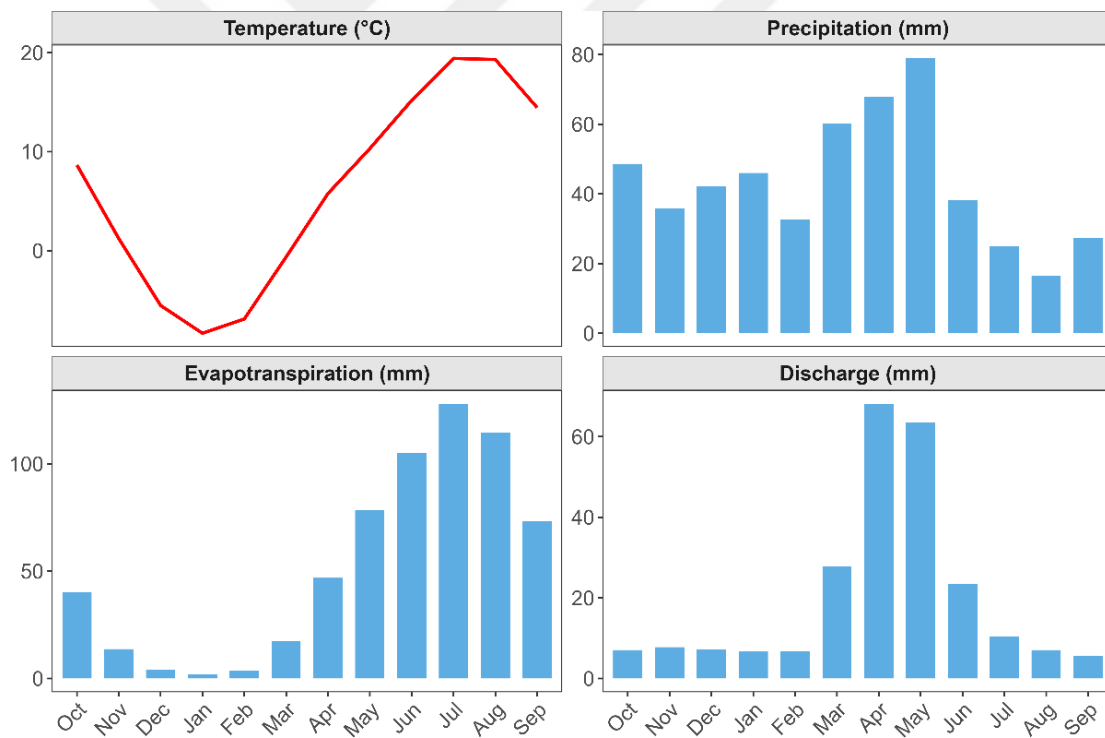 Temperature (°C)
20
10
0
Precipitation (mm)
80
60
40
20
0
Evapotranspiration (mm)
100
50
0
Oct Nov Dec Jan Feb Mar Apr May Jun Jul Aug Sep
Discharge (mm)
60
40
20
0
Oct Nov Dec Jan Feb Mar Apr May Jun Jul Aug Sep